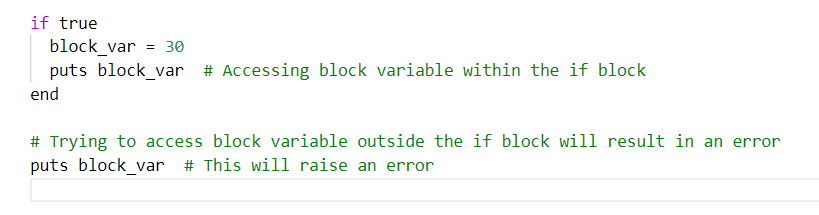 if true
  block_var = 30
  puts block_var  # Accessing block variable within the if block
end

# Trying to access block variable outside the if block will result in an error
puts block_var  # This will raise an error